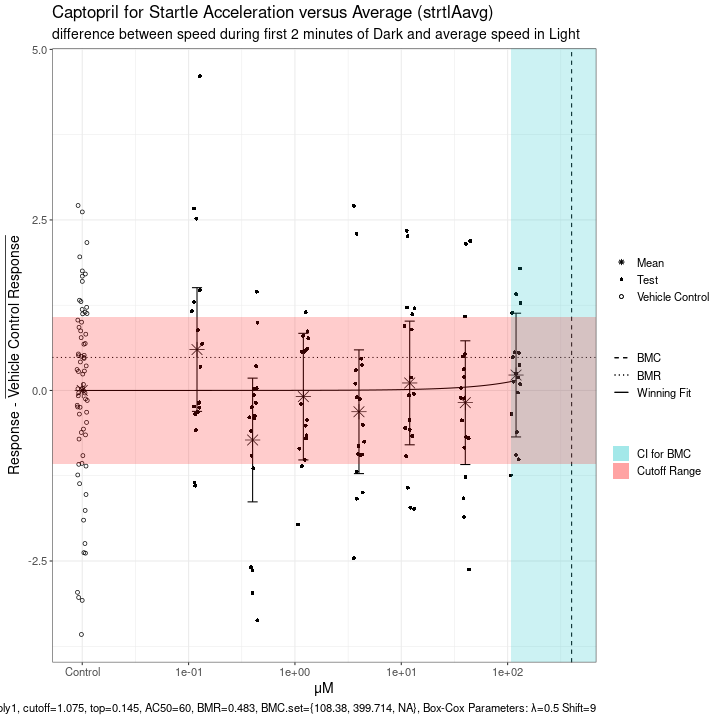 Captopril for Startle Acceleration versus Average (strtlAavg)
difference between speed during first 2 minutes of Dark and average speed in Light
Response - Vehicle Control Response
5.0
2.5
0.0
-2.5
Control
1e-01
1e+00
1e+01
1e+02
μM
Mean
Test
Vehicle Control
BMC
BMR
Winning Fit
CI for BMC
Cutoff Range
oly1, cutoff=1.075, top=0.145, AC50=60, BMR=0.483, BMC.set={108.38, 399.714, NA}, Box-Cox Parameters: λ=0.5 Shift=9